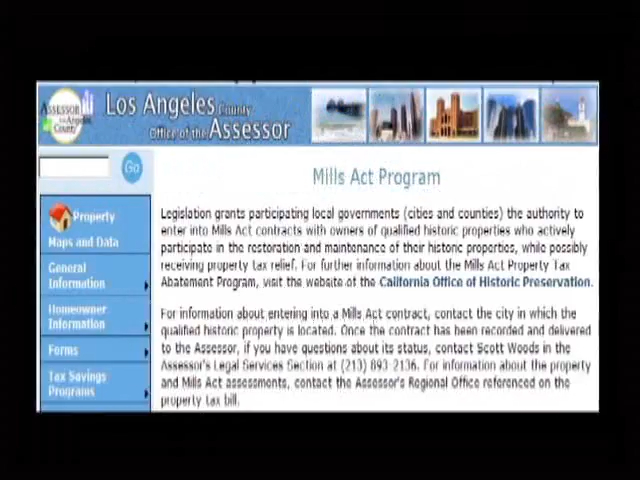 ASSESSOR
Los Angeles
County
Los Angeles County
Office of the Assessor
Go
Mills Act Program
Property
Maps and Data
General
Information
Homeowner
Information
Forms
Tax Savings
Programs
Legislation grants participating local governments (cities and counties) the authority to
enter into Mills Act contracts with owners of qualified historic properties who actively
participate in the restoration and maintenance of their historic properties, while possibly
receiving property tax relief. For further information about the Mills Act Property Tax
Abatement Program, visit the website of the California Office of Historic Preservation.
For information about entering into a Mills Act contract, contact the city in which the
qualified historic property is located. Once the contract has been recorded and delivered
to the Assessor, if you have questions about its status, contact Scott Woods in the
Assessor's Legal Services Section at (213) 893-2136. For information about the property
and Mills Act assessments, contact the Assessor's Regional Office referenced on the
property tax bill.